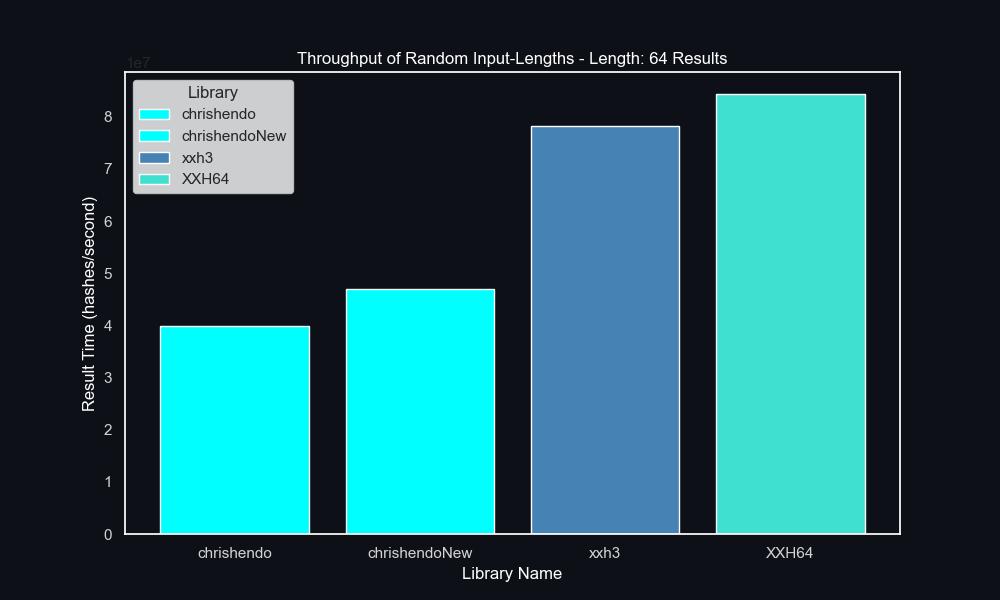 Throughput of Random Input-Lengths - Length: 64 Results
1e7
Library
chrishendo
chrishendoNew
xxh3
XXH64
8
7
6
5
4
3
2
1
0
Result Time (hashes/second)
chrishendo
chrishendoNew
xxh3
XXH64
Library Name